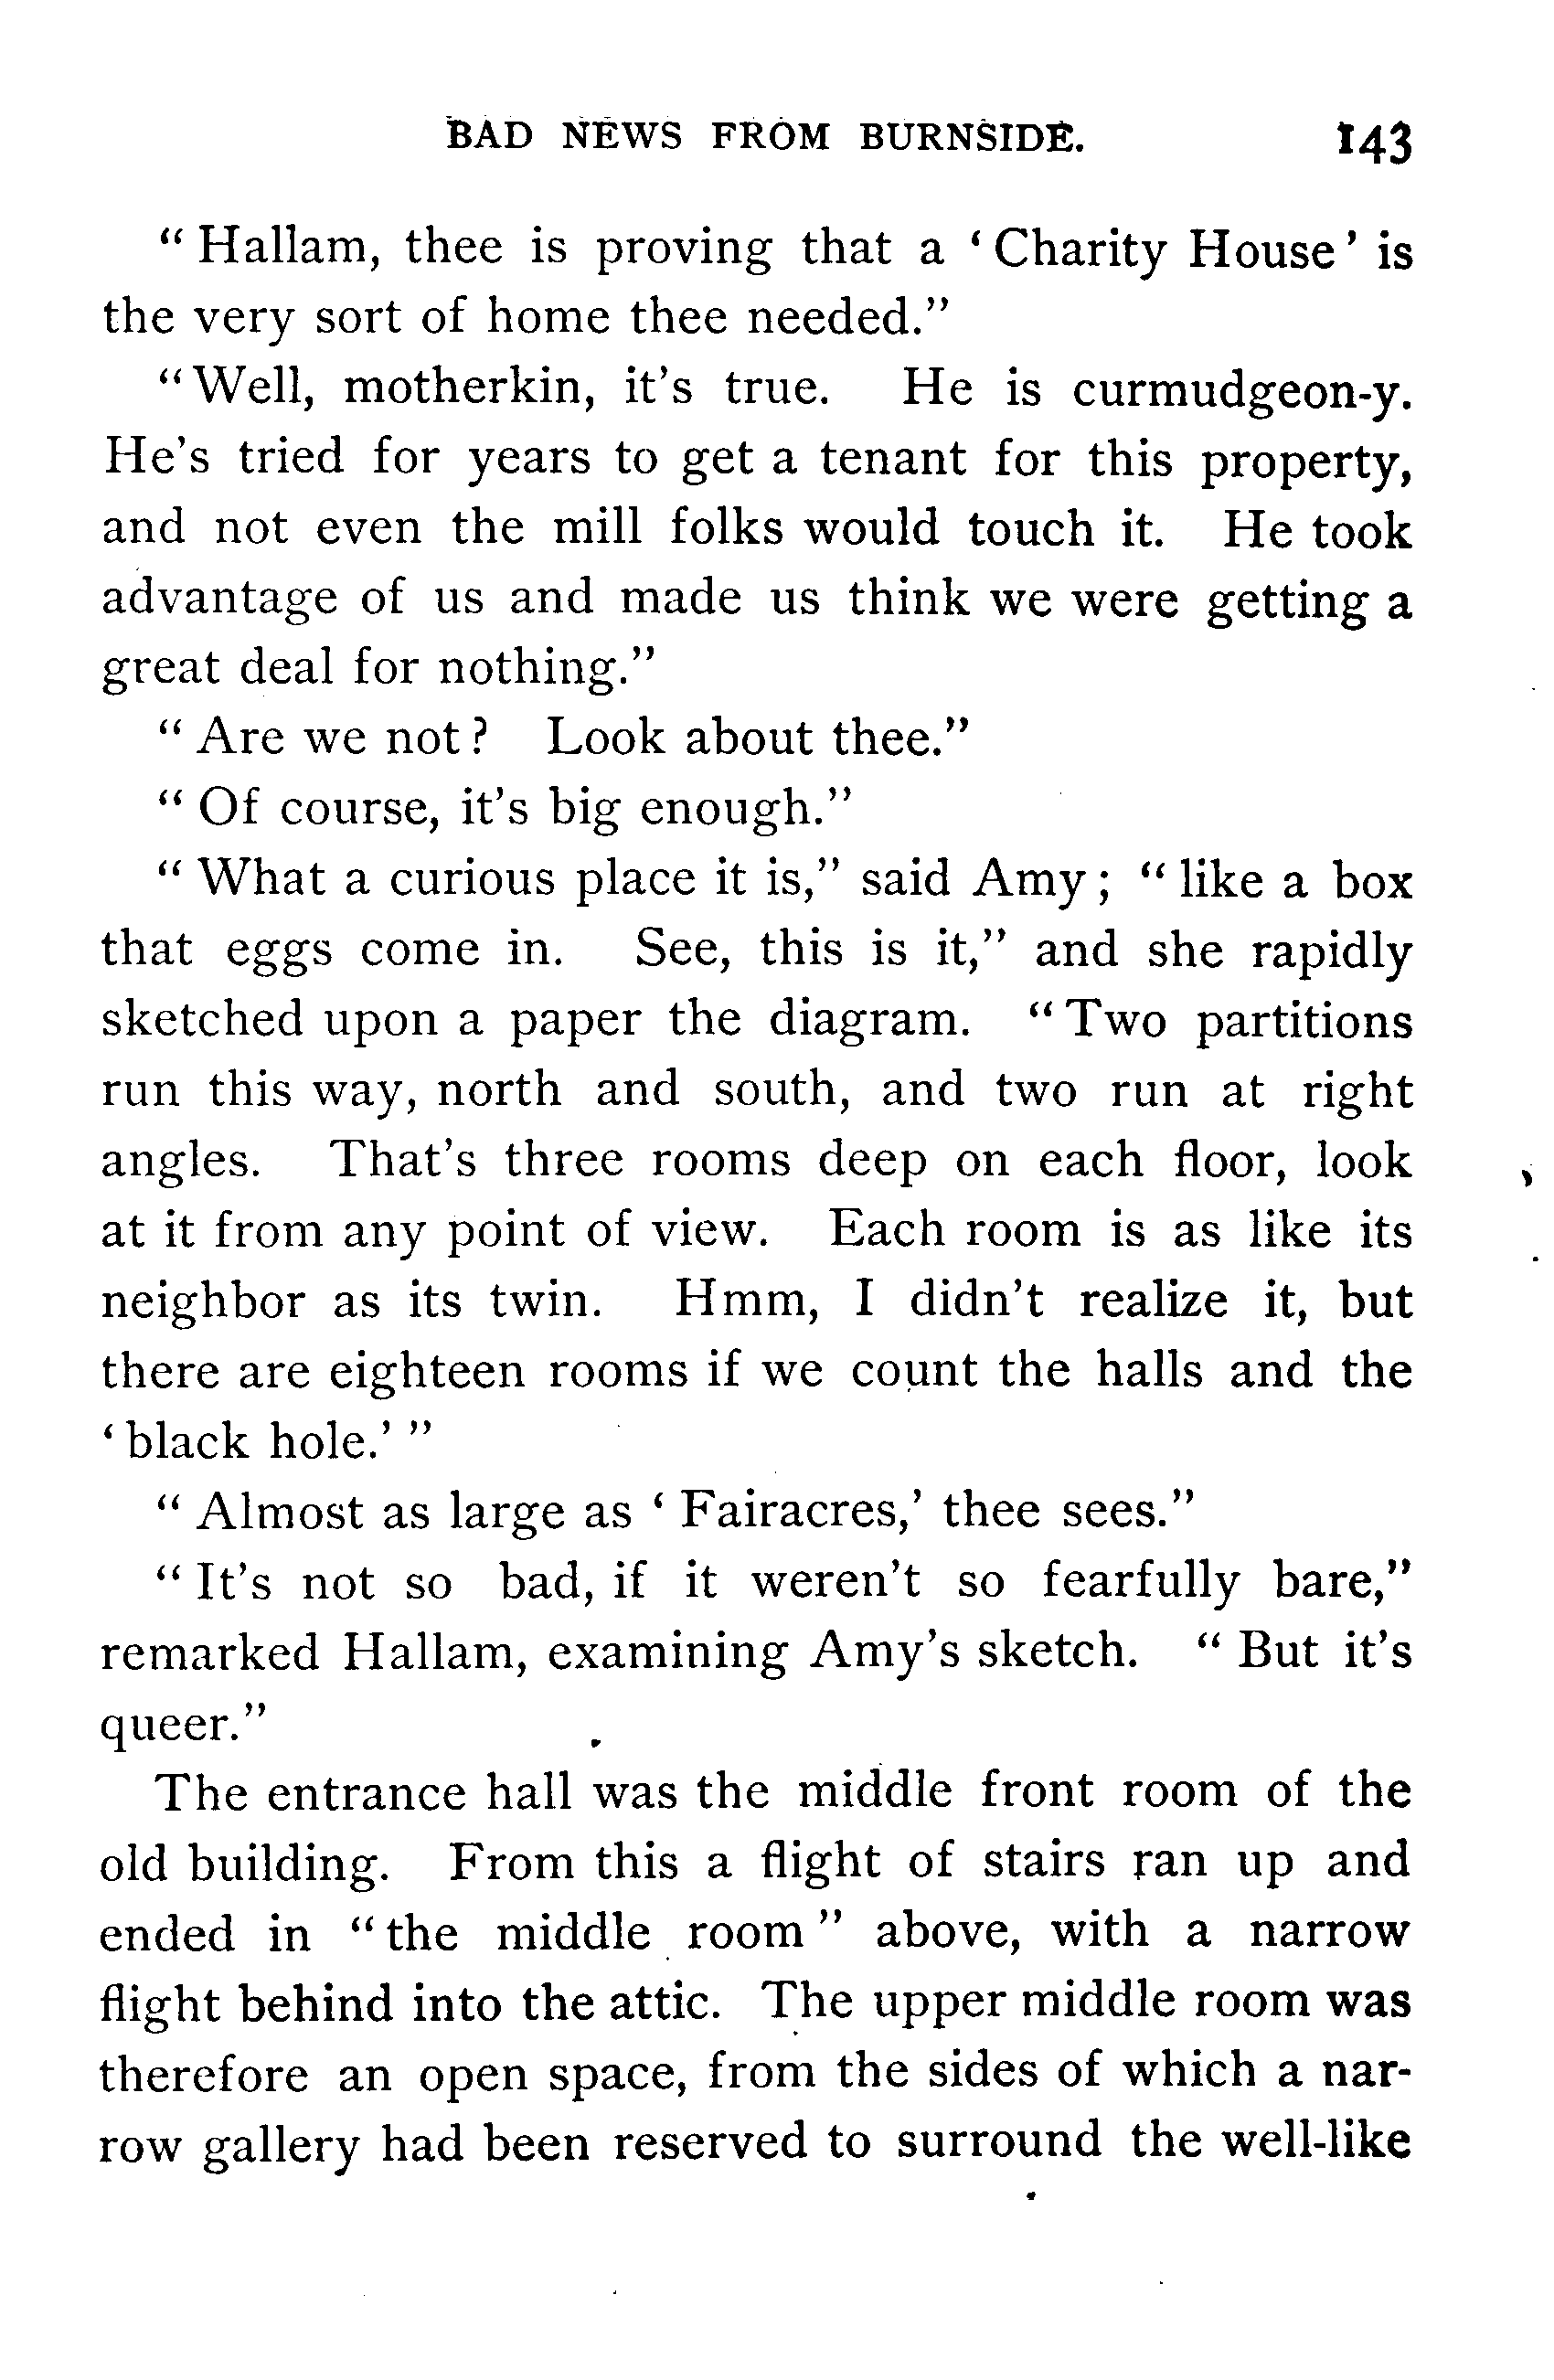 BAD NEWS FROM BURNSIDE. 143
“ Hallam, thee is proving that a ‘ Charity House ’ is
the very sort of home thee needed.”
“ Well, motherkin, it’s true. He is curmudgeon-y.
He’s tried for years to get a tenant for this property,
and not even the mill folks would touch it. He took
advantage of us and made us think we were getting a
great deal for nothing.”
“ Are we not ? Look about thee.”
“ Of course, it’s big enough.”
“ What a curious place it is,” said Amy ; “ like a box
that eggs come in. See, this is it,” and she rapidly
sketched upon a paper the diagram. “ Two partitions
run this way, north and south, and two run at right
angles. That’s three rooms deep on each floor, look
at it from any point of view. Each room is as like its
neighbor as its twin. Hmm, I didn’t realize it, but
there are eighteen rooms if we count the halls and the
‘ black hole.’ ”
“ Almost as large as ‘ Fairacres,’ thee sees.”
“ It’s not so bad, if it weren’t so fearfully bare,”
remarked Hallam, examining Amy’s sketch. “ But it’s
queer.”
The entrance hall was the middle front room of the
old building. From this a flight of stairs ran up and
ended in “ the middle room ” above, with a narrow
flight behind into the attic. The upper middle room was
therefore an open space, from the sides of which a nar-
row gallery had been reserved to surround the well-like